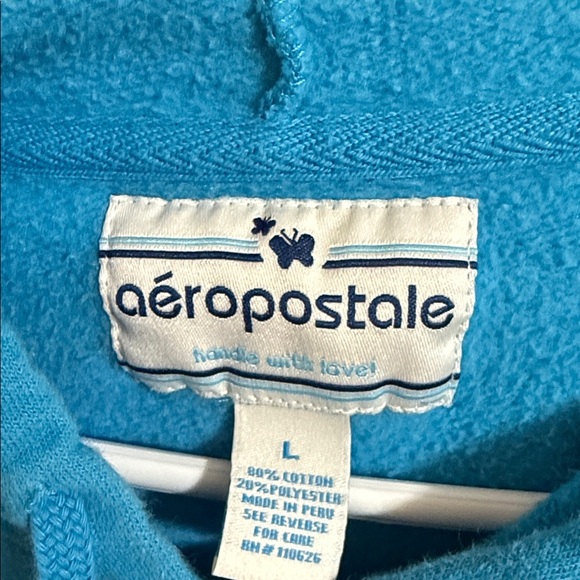 aéropostale
handle with love!
L
80% COTTON
20% POLYESTER
MADE IN PERU
SEE REVERSE
FOR CARE
RN# 110626